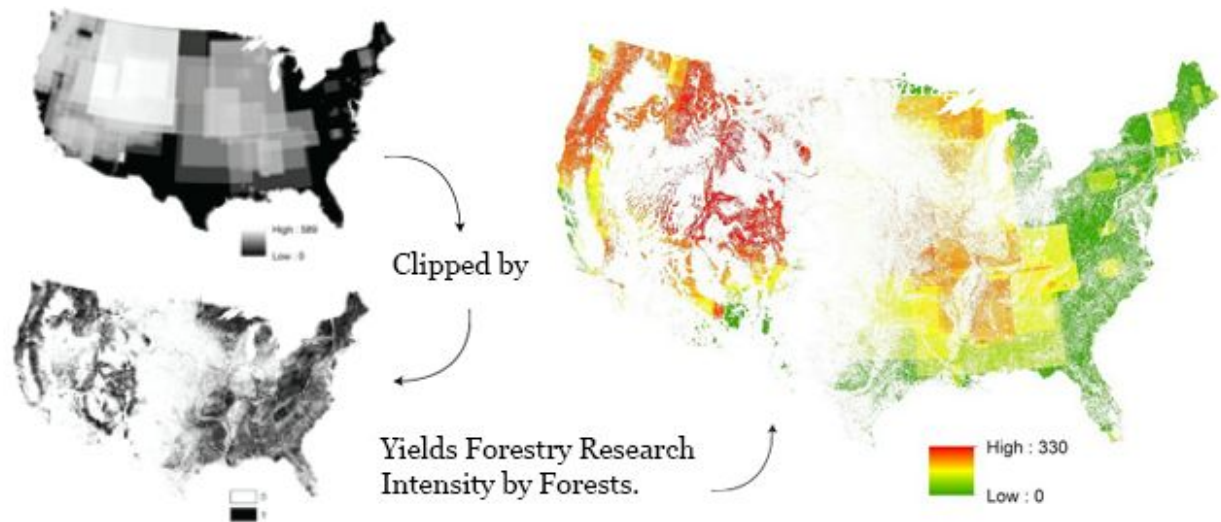 High : 589
Low : 0
Clipped by
Yields Forestry Research
Intensity by Forests.
High : 330
Low : 0